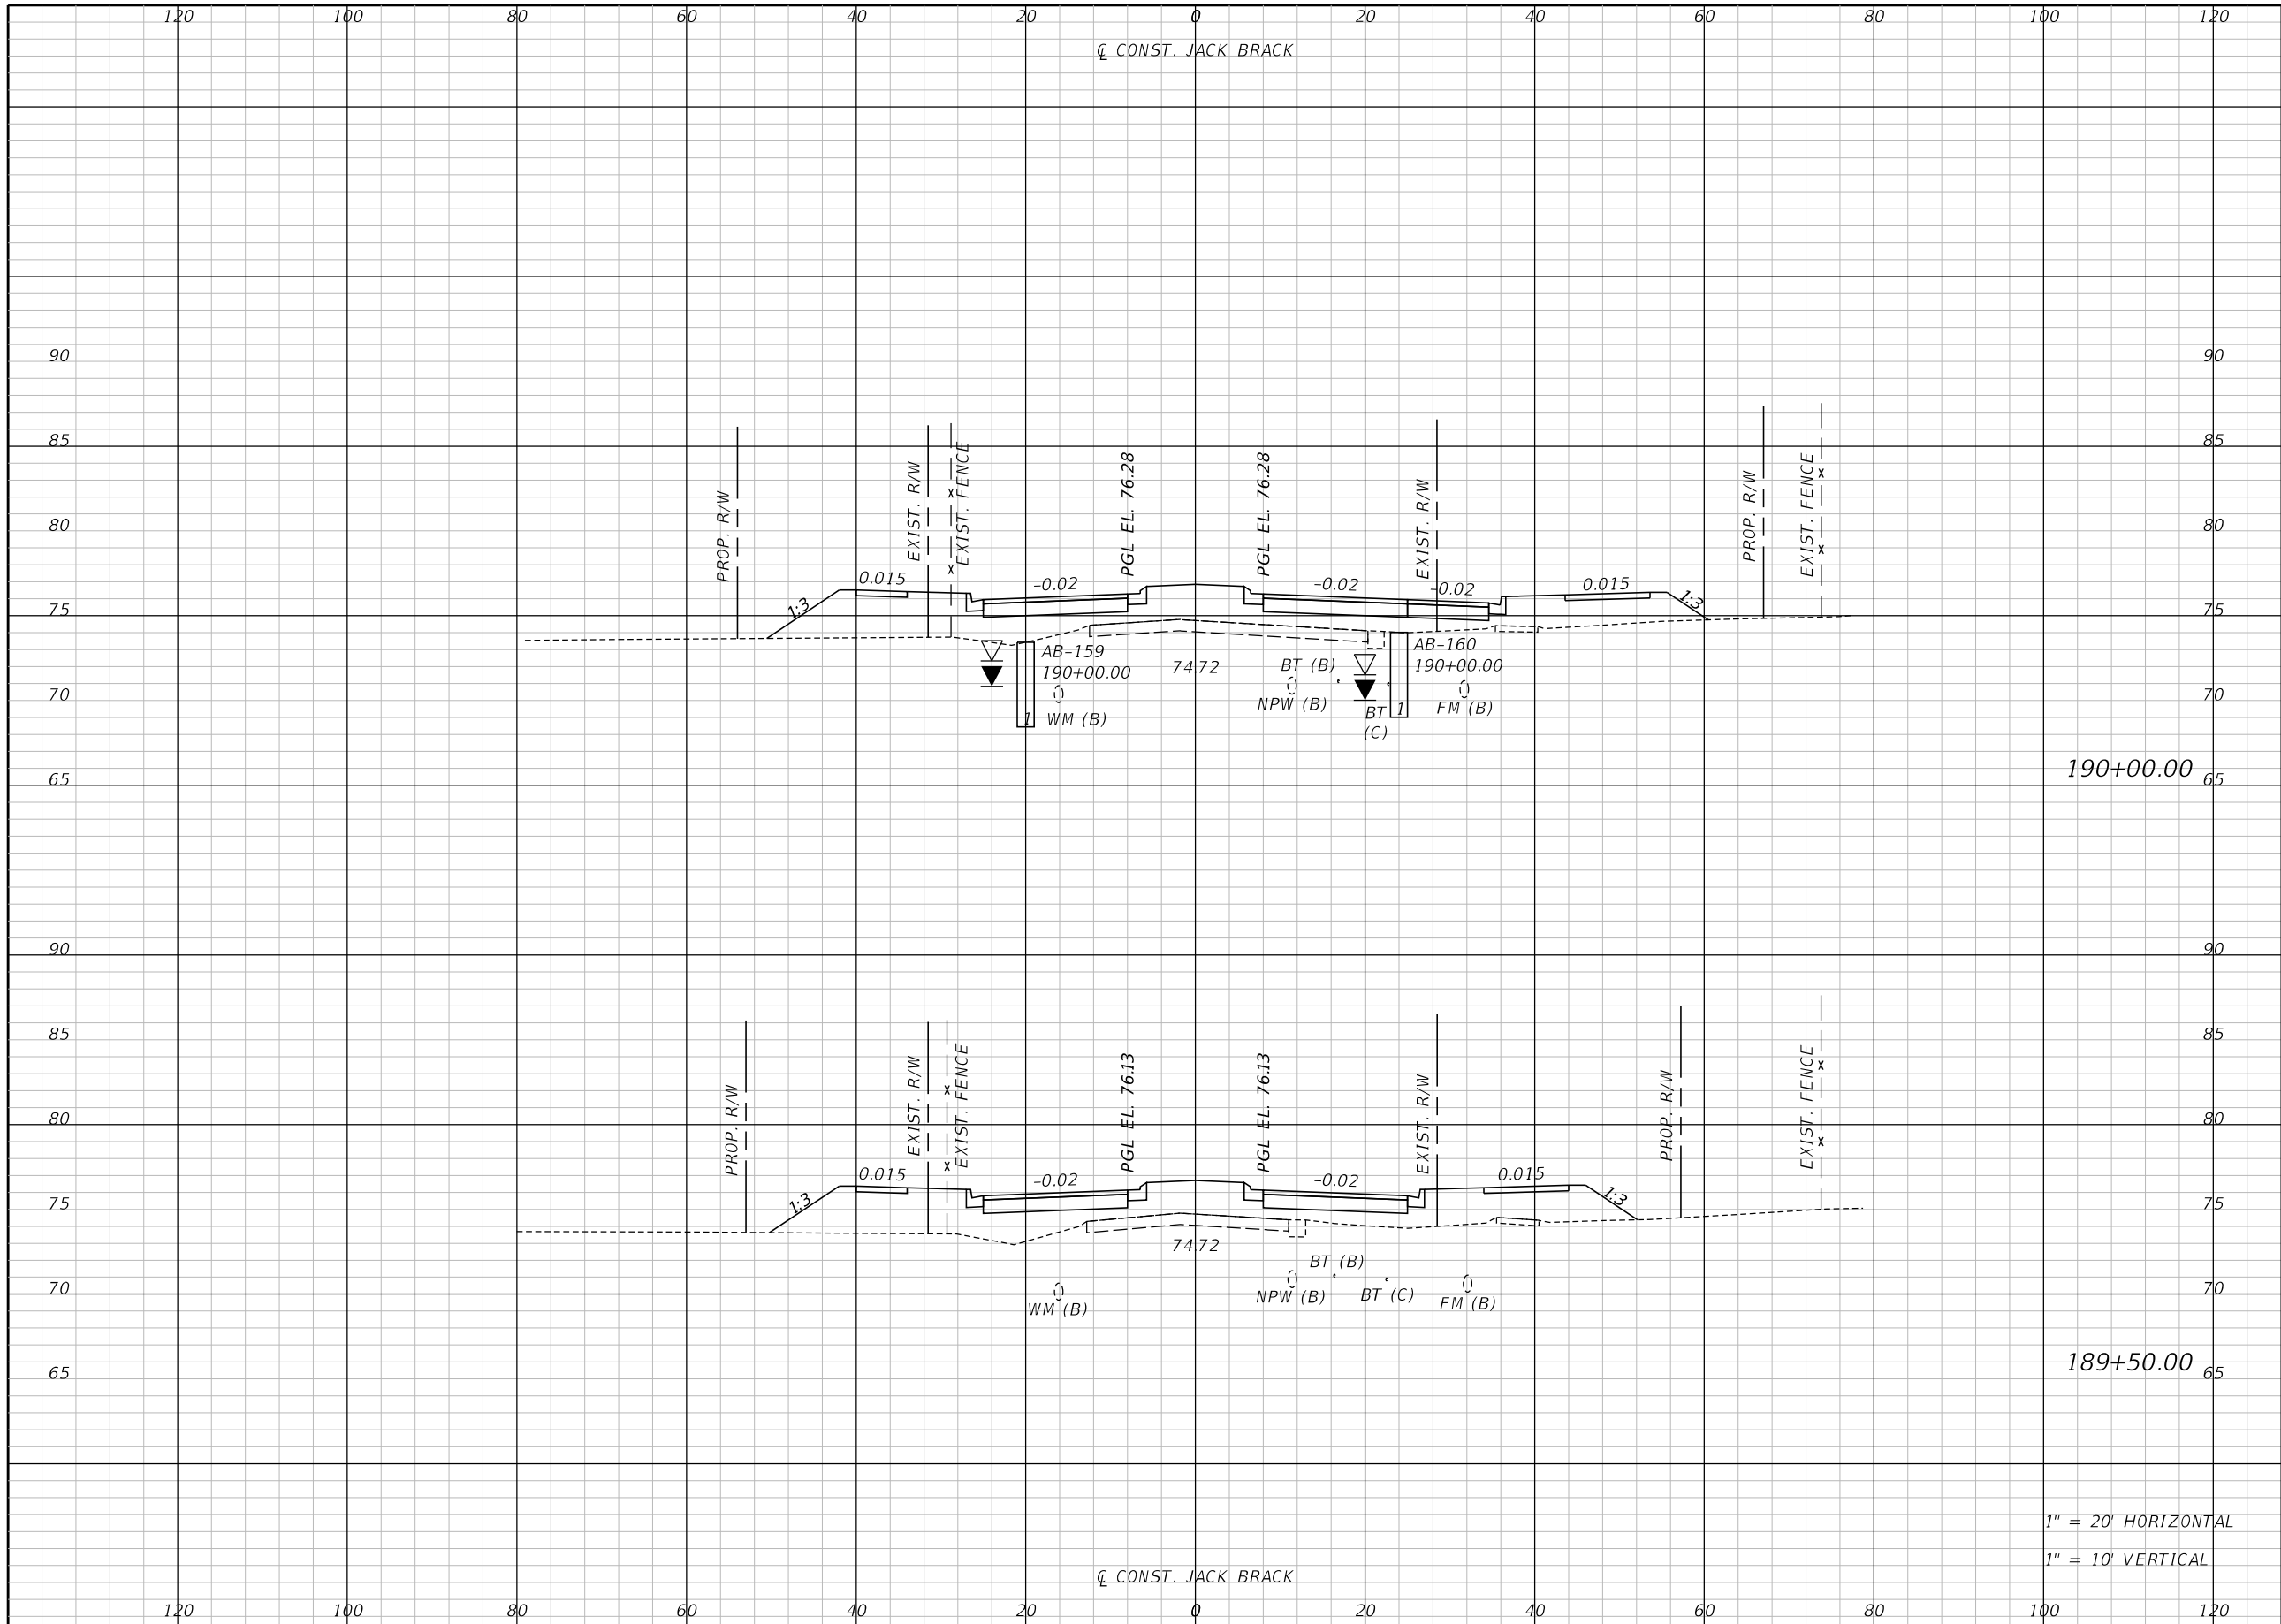 120 100 80 60 40 20 0 20 40 60 80 100 120
℄ CONST. JACK BRACK
90 90
85 85
80 80
75 75
70 70
65 65
PROP. R/W
EXIST. R/W
EXIST. FENCE
PGL EL. 76.28
PGL EL. 76.28
EXIST. R/W
PROP. R/W
EXIST. FENCE
1:3
0.015
-0.02
-0.02
-0.02
0.015
1:3
AB-159
190+00.00
1
WM (B)
74.72
BT (B)
NPW (B)
BT
(C)
AB-160
190+00.00
1
FM (B)
190+00.00
90 90
85 85
80 80
75 75
70 70
65 65
PROP. R/W
EXIST. R/W
EXIST. FENCE
PGL EL. 76.13
PGL EL. 76.13
EXIST. R/W
PROP. R/W
EXIST. FENCE
1:3
0.015
-0.02
-0.02
0.015
1:3
74.72
WM (B)
BT (B)
NPW (B)
BT (C)
FM (B)
189+50.00
1" = 20' HORIZONTAL
1" = 10' VERTICAL
℄ CONST. JACK BRACK
120 100 80 60 40 20 0 20 40 60 80 100 120